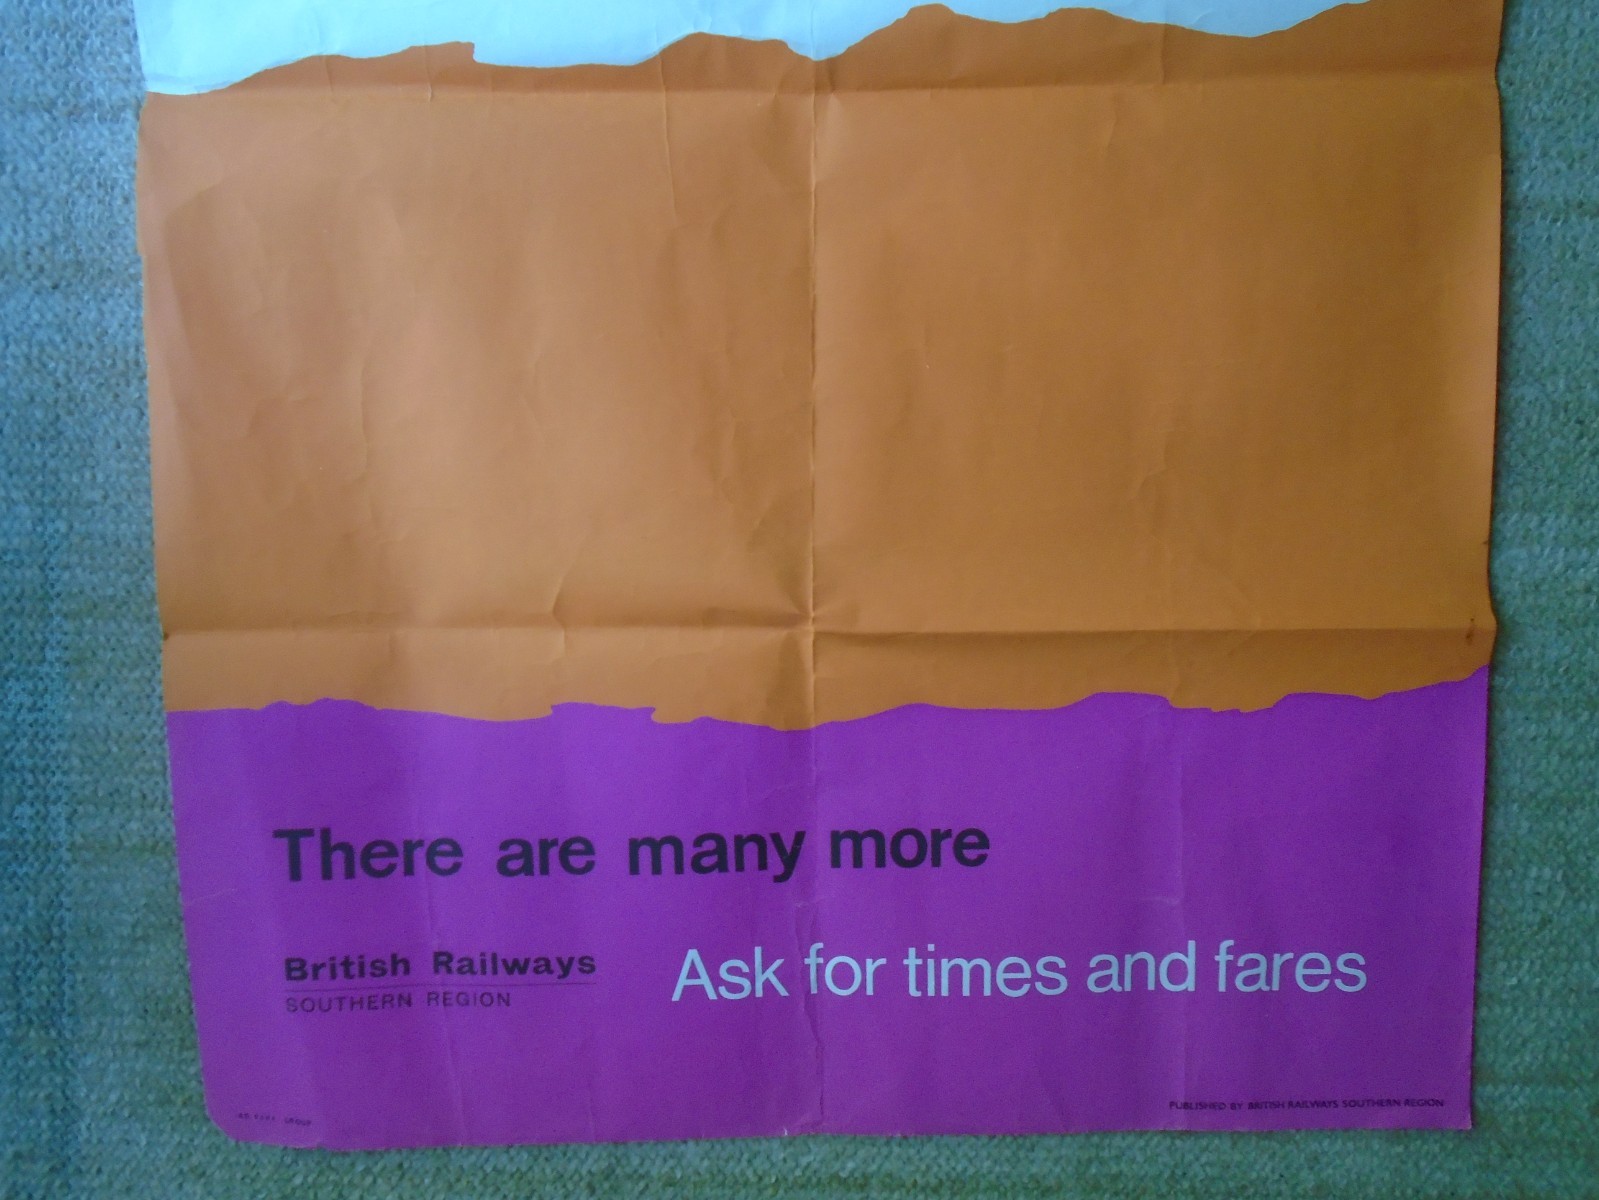 There are many more
British Railways
SOUTHERN REGION
Ask for times and fares
PUBLISHED BY BRITISH RAILWAYS SOUTHERN REGION
GROUP